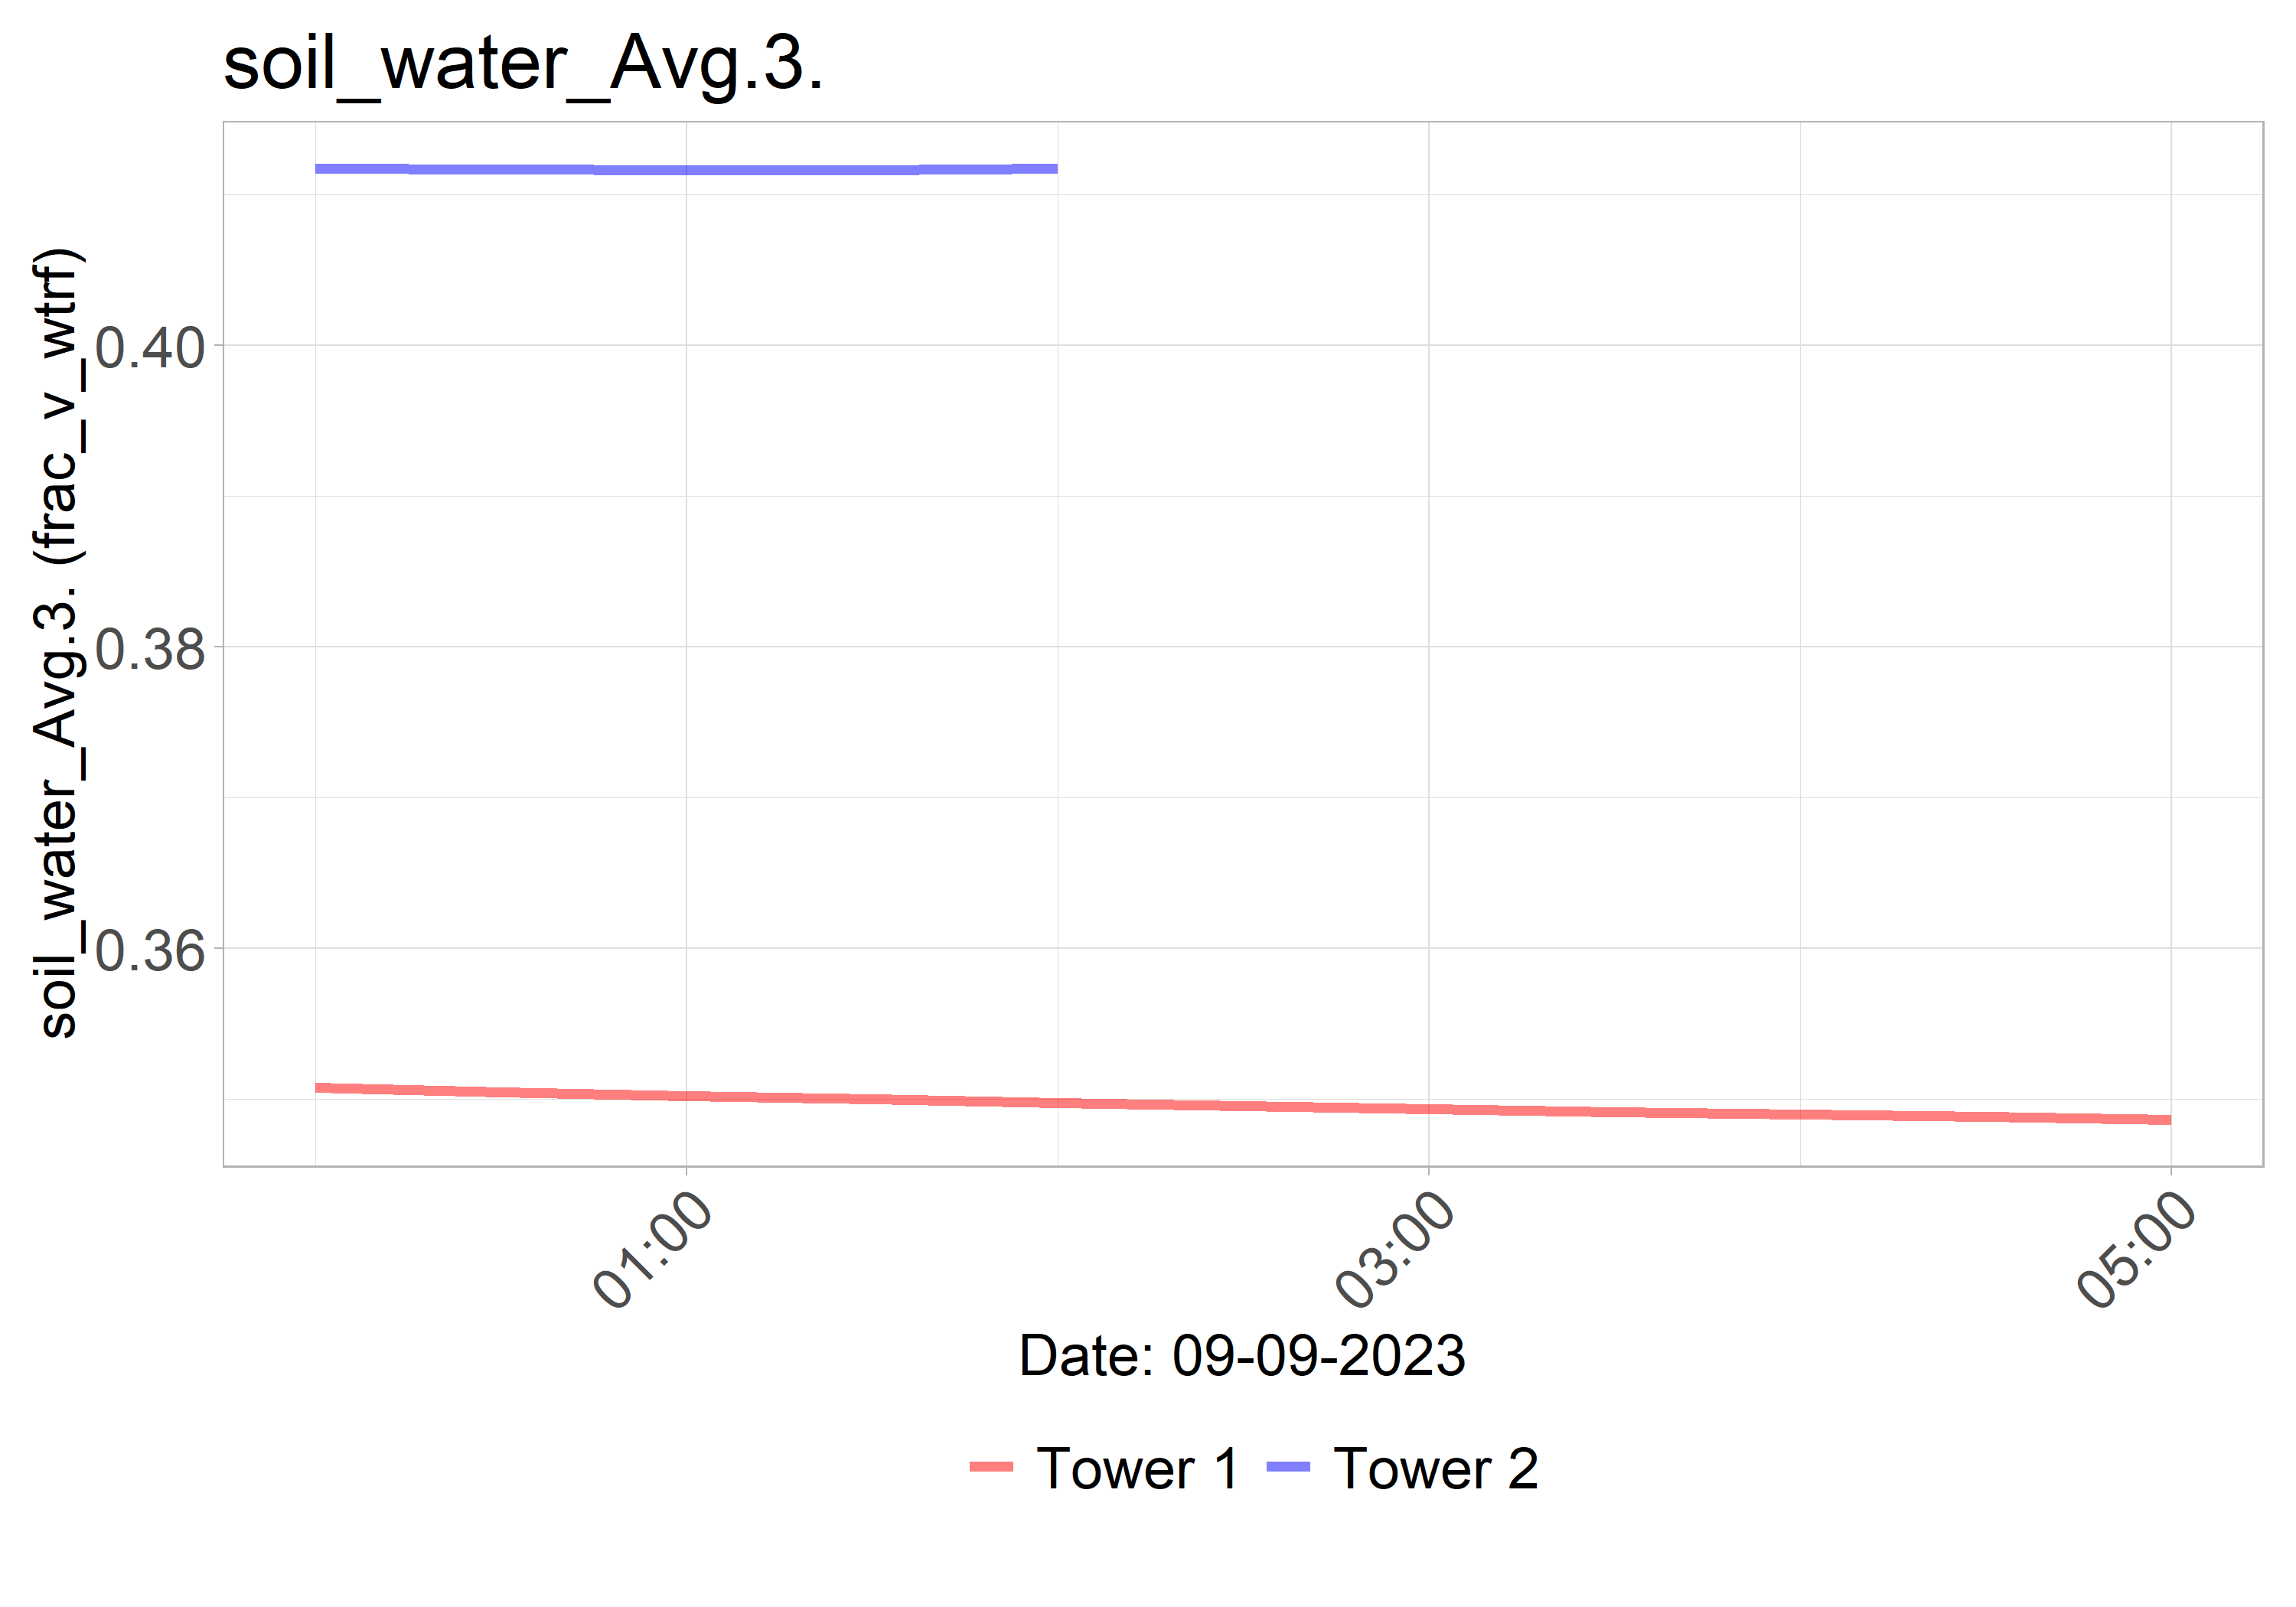 soil_water_Avg.3.
soil_water_Avg.3. (frac_v_wtrf)
0.40
0.38
0.36
01:00
03:00
05:00
Date: 09-09-2023
Tower 1
Tower 2